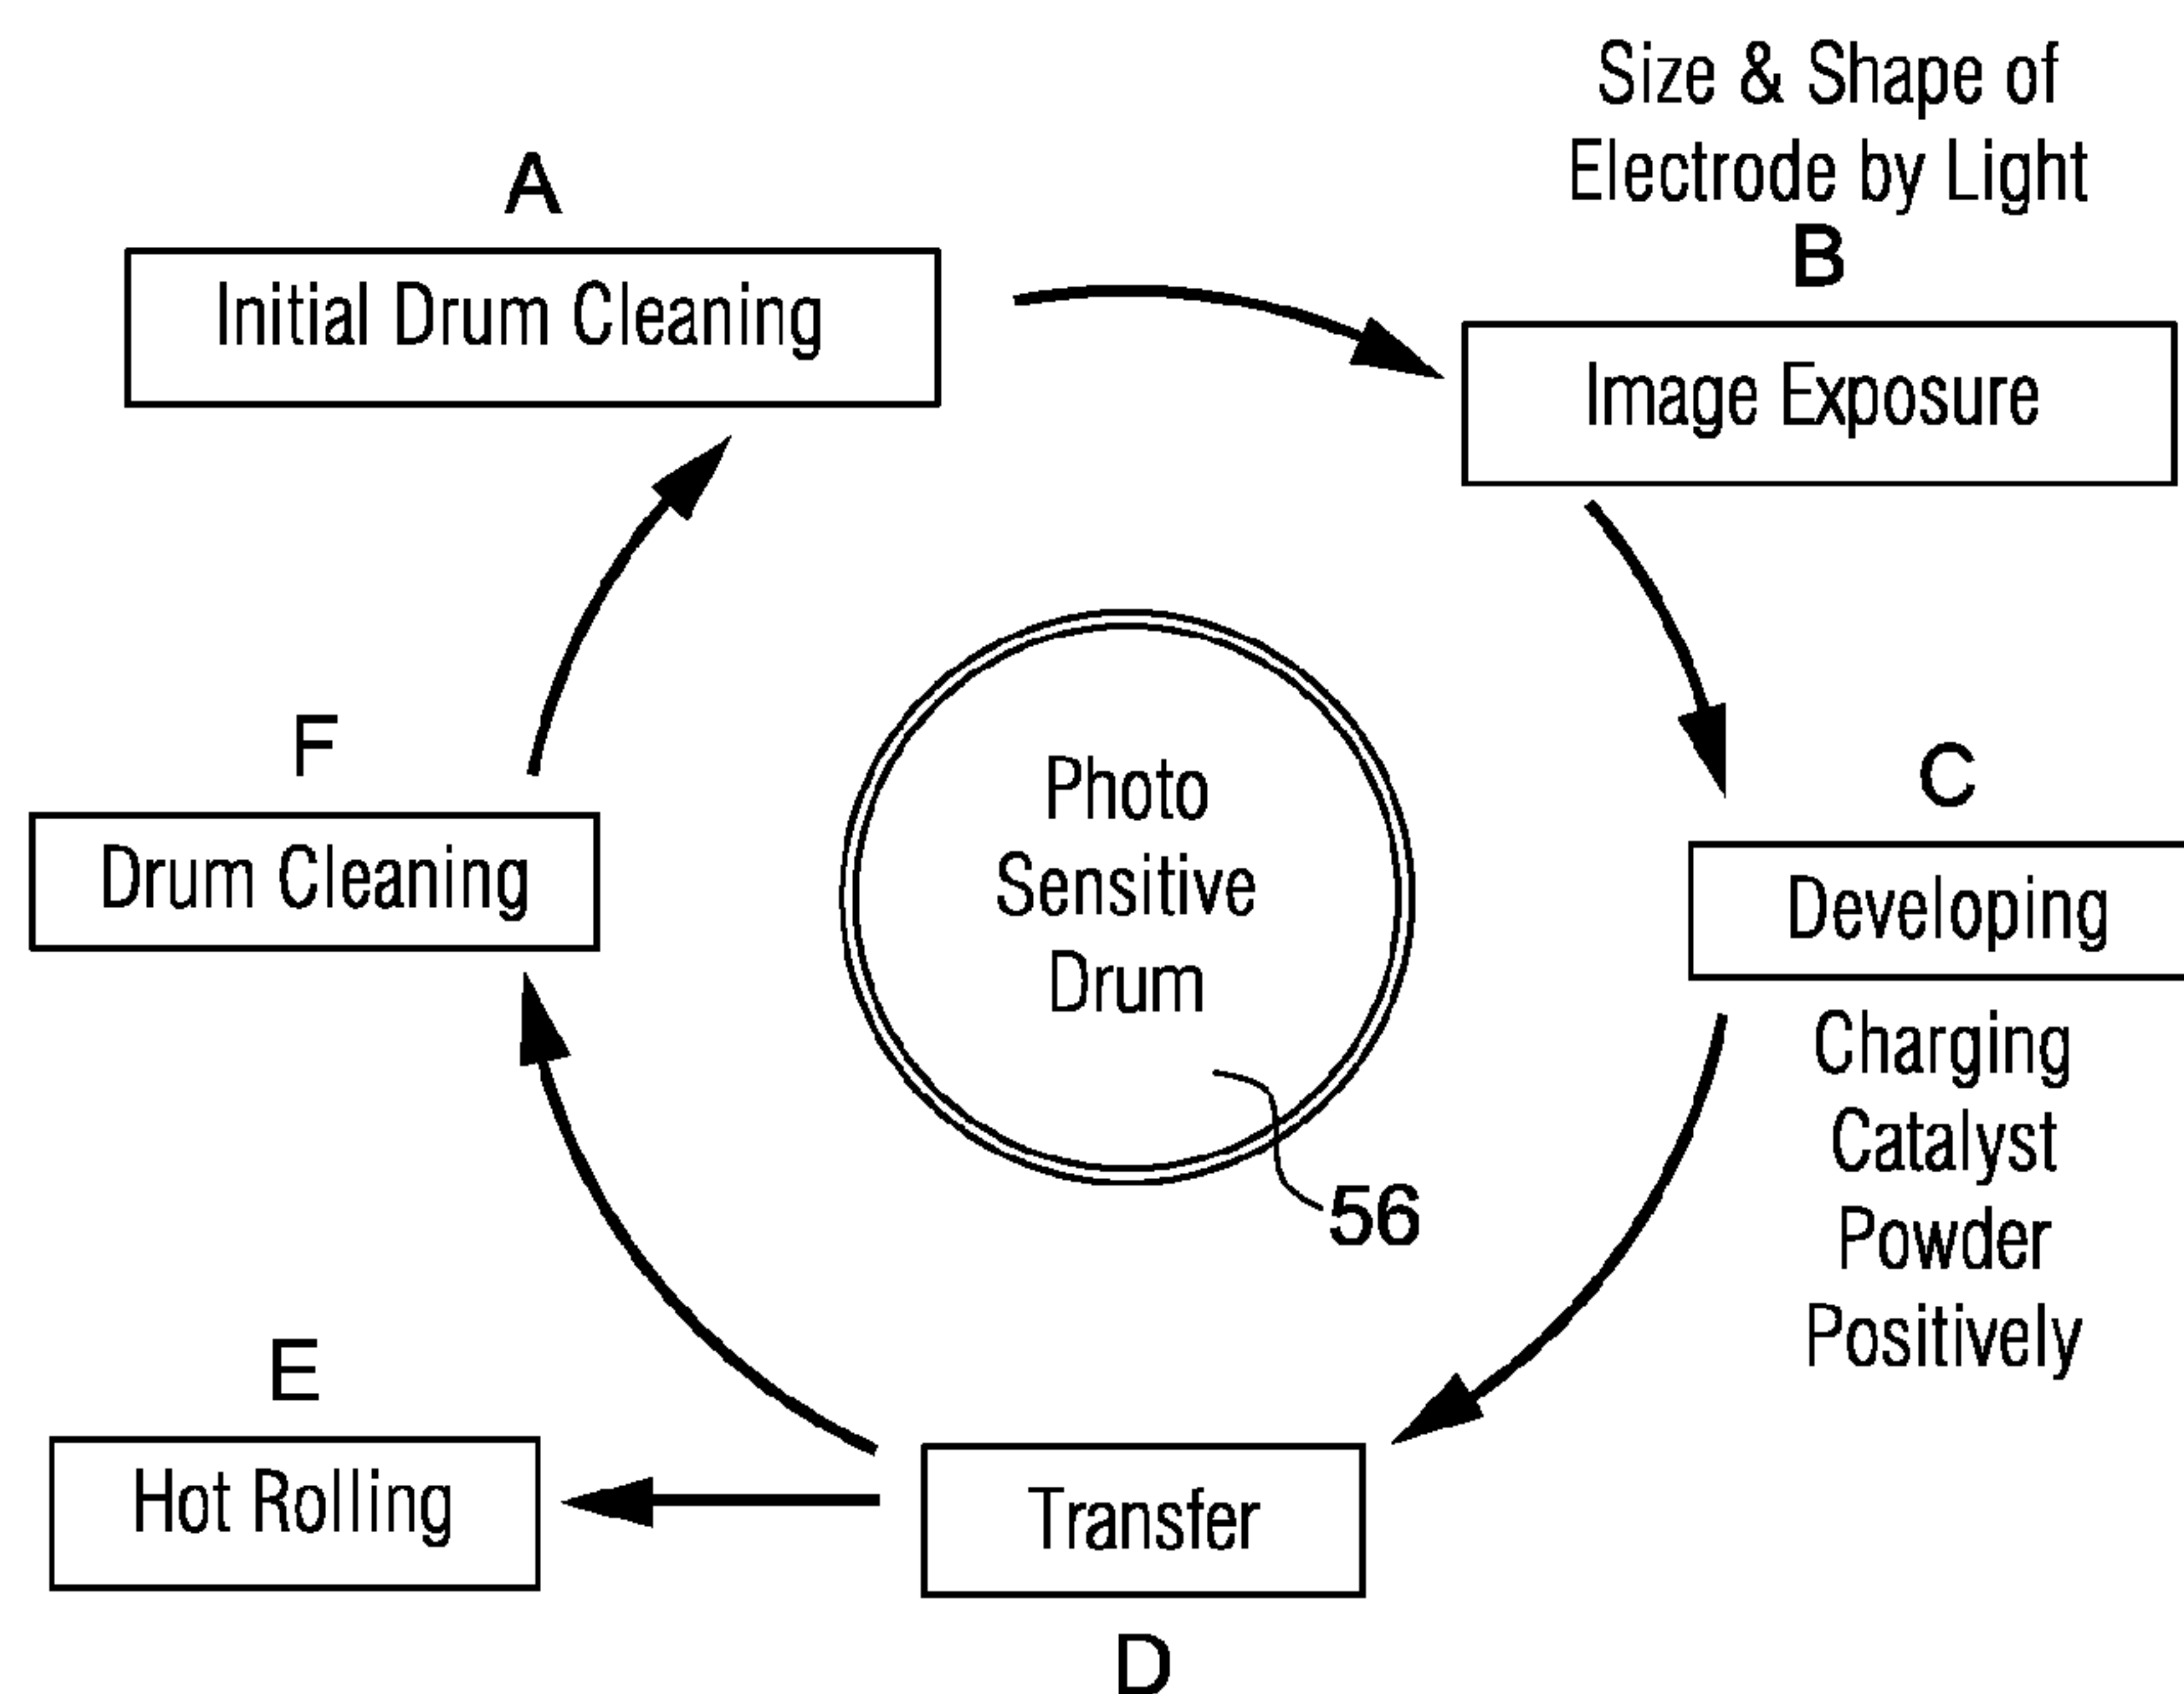 A
Initial Drum Cleaning
Size & Shape of
Electrode by Light
B
Image Exposure
C
Developing
Charging
Catalyst
Powder
Positively
Photo
Sensitive
Drum
56
F
Drum Cleaning
E
Hot Rolling
Transfer
D